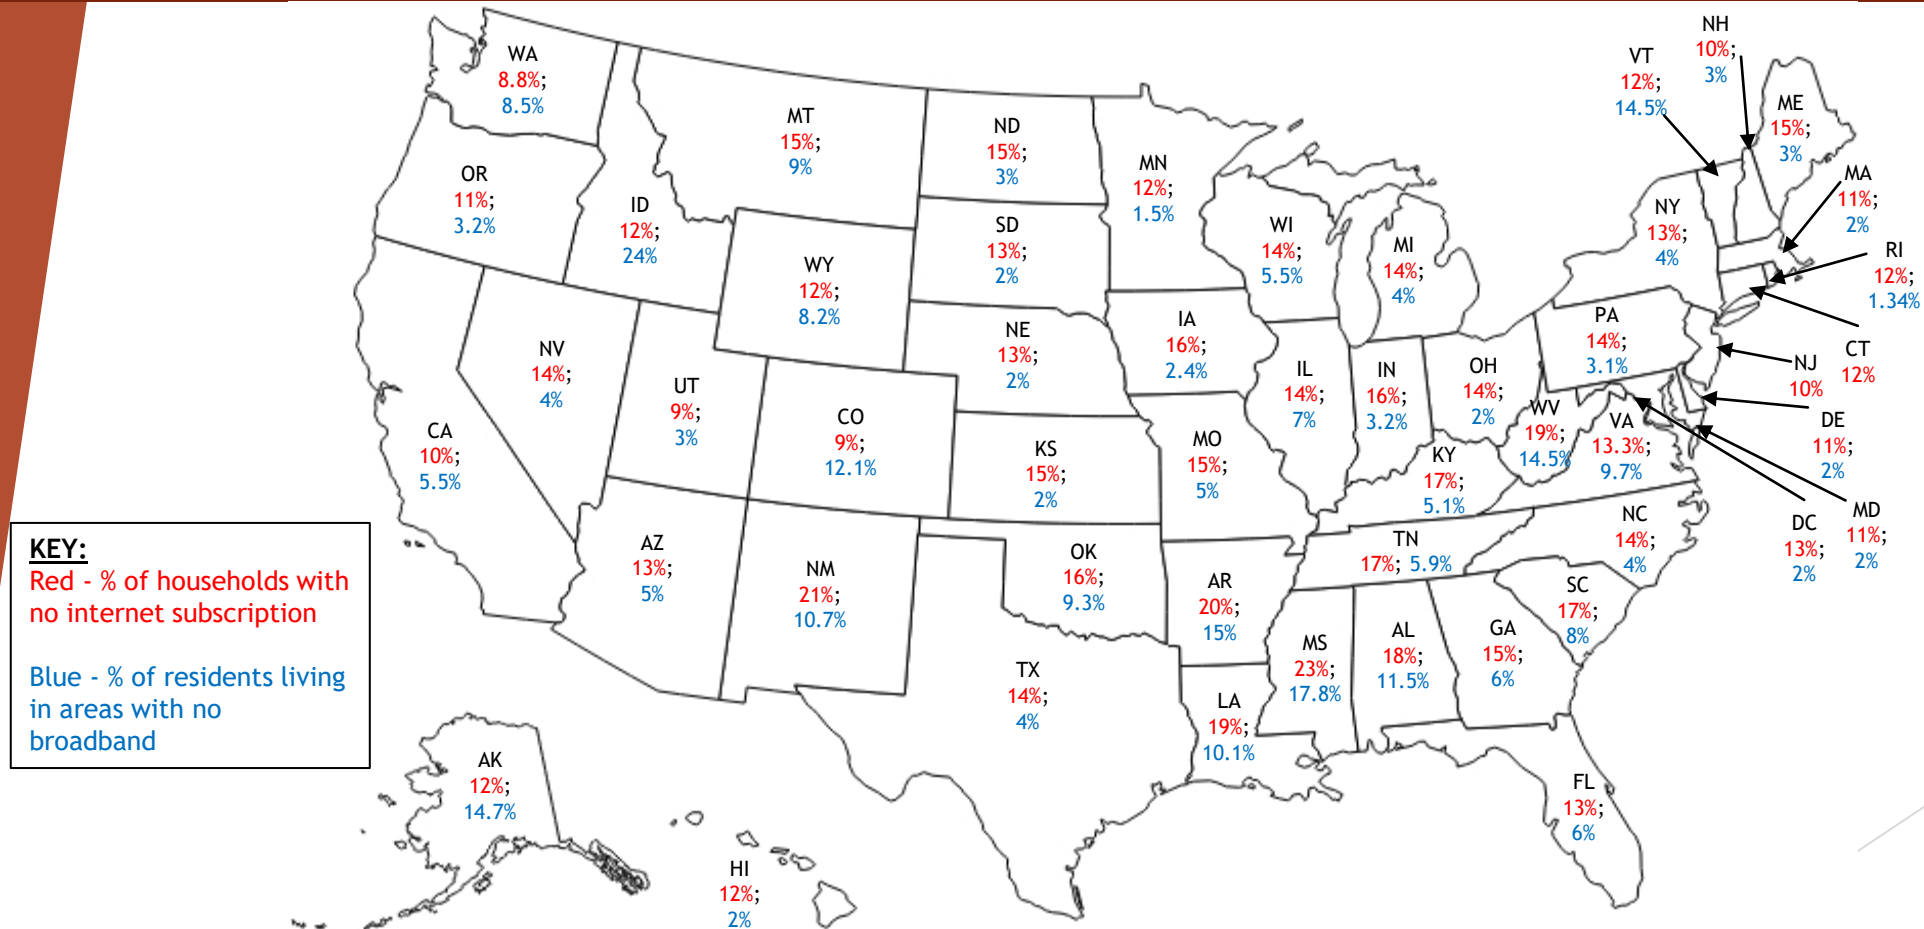 WA
8.8%;
8.5%
OR
11%;
3.2%
CA
10%;
5.5%
NV
14%;
4%
ID
12%;
24%
MT
15%;
9%
WY
12%;
8.2%
UT
9%;
3%
CO
9%;
12.1%
AZ
13%;
5%
NM
21%;
10.7%
ND
15%;
3%
SD
13%;
2%
NE
13%;
2%
KS
15%;
2%
OK
16%;
9.3%
TX
14%;
4%
MN
12%;
1.5%
IA
16%;
2.4%
MO
15%;
5%
AR
20%;
15%
LA
19%;
10.1%
WI
14%;
5.5%
IL
14%;
7%
MI
14%;
4%
IN
16%;
3.2%
OH
14%;
2%
KY
17%;
5.1%
TN
17%; 5.9%
MS
23%;
17.8%
AL
18%;
11.5%
GA
15%;
6%
FL
13%;
6%
SC
17%;
8%
NC
14%;
4%
VA
13.3%;
9.7%
WV
19%;
14.5%
PA
14%;
3.1%
NY
13%;
4%
VT
12%;
14.5%
NH
10%;
3%
ME
15%;
3%
MA
11%;
2%
RI
12%;
1.34%
CT
12%
NJ
10%
DE
11%;
2%
MD
11%;
2%
DC
13%;
2%
AK
12%;
14.7%
HI
12%;
2%
KEY:
Red - % of households with
no internet subscription
Blue - % of residents living
in areas with no
broadband